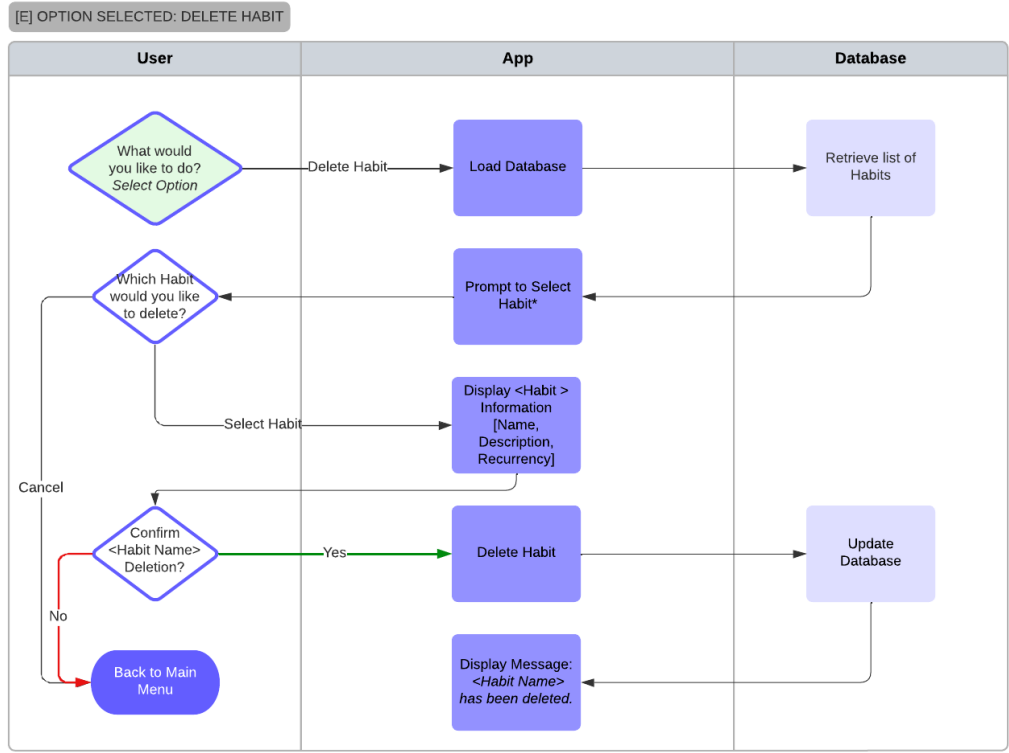 [E] OPTION SELECTED: DELETE HABIT
User
App
Database
What would
you like to do?
Select Option
Delete Habit
Load Database
Retrieve list of
Habits
Which Habit
would you like
to delete?
Prompt to Select
Habit*
Select Habit
Display <Habit >
Information
[Name,
Description,
Recurrency]
Cancel
Confirm
<Habit Name>
Deletion?
Yes
Delete Habit
Update
Database
No
Back to Main
Menu
Display Message:
<Habit Name>
has been deleted.